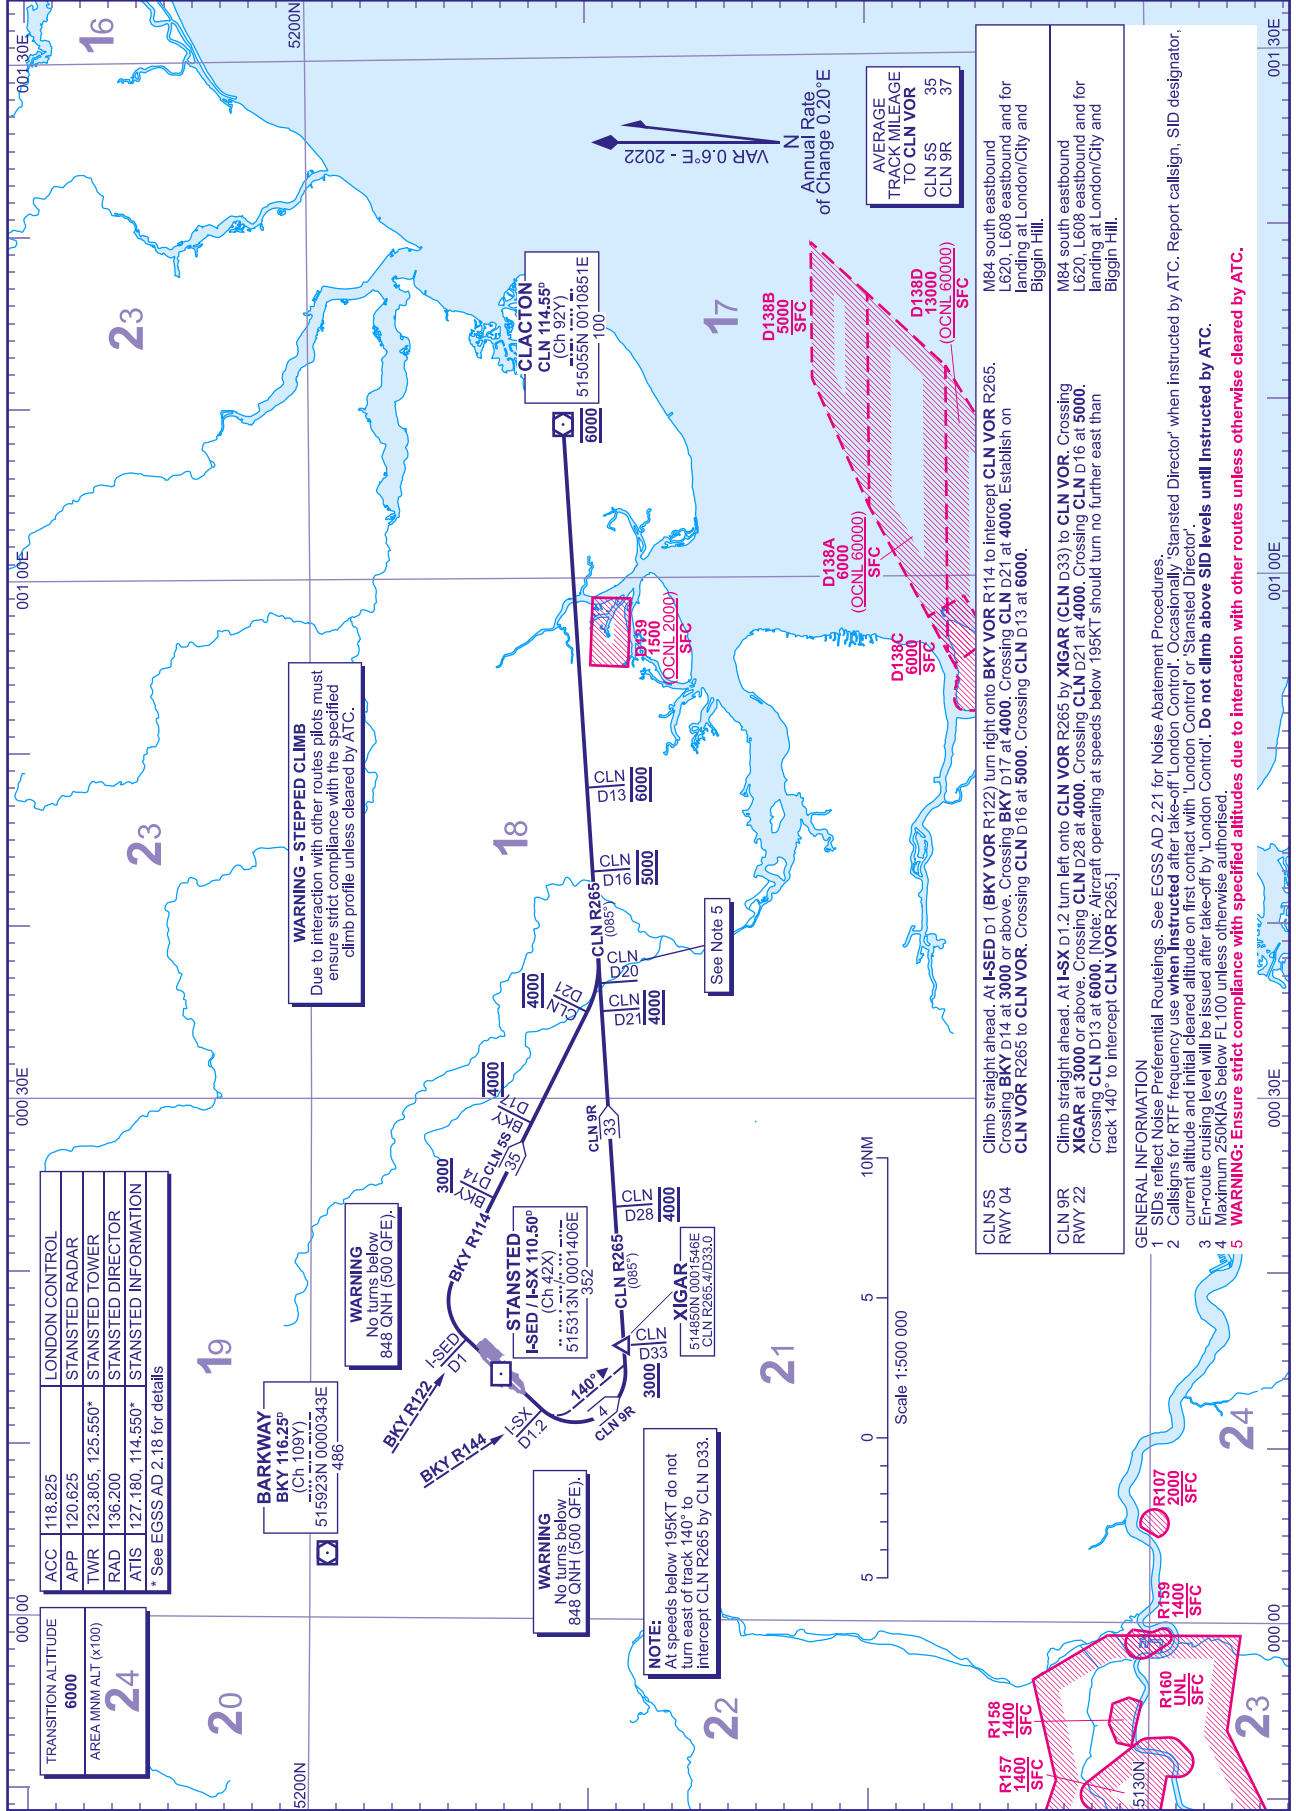 TRANSITION ALTITUDE
6000
AREA MNM ALT (x100)
24
ACC 118.825 LONDON CONTROL
APP 120.625 STANSTED RADAR
TWR 123.805, 125.550* STANSTED TOWER
RAD 136.200 STANSTED DIRECTOR
ATIS 127.180, 114.550* STANSTED INFORMATION
* See EGSS AD 2.18 for details
000 00
000 30E
001 00E
001 30E
5200N
5200N
20
19
23
23
16
BARKWAY
BKY 116.25ᴰ
(Ch 109Y)
515923N 0000343E
486
WARNING
No turns below
848 QNH (500 QFE).
WARNING - STEPPED CLIMB
Due to interaction with other routes pilots must
ensure strict compliance with the specified
climb profile unless cleared by ATC.
BKY R122
I-SED
D1
BKY R114
3000
BKY
D14
CLN 5S
35
4000
BKY
D17
4000
CLN
D21
BKY R144
I-SX
D1.2
STANSTED
I-SED / I-SX 110.50ᴰ
(Ch 42X)
515313N 0001406E
352
140°
4
CLN 9R
3000
CLN
D33
XIGAR
514850N 0001546E
CLN R265.4/D33.0
CLN R265
(085°)
CLN
D28
4000
CLN 9R
33
CLN
D21
4000
CLN
D20
See Note 5
CLN R265
(085°)
CLN
D16
5000
CLN
D13
6000
18
CLACTON
CLN 114.55ᴰ
(Ch 92Y)
515055N 0010851E
100
6000
WARNING
No turns below
848 QNH (500 QFE).
NOTE:
At speeds below 195KT do not
turn east of track 140° to
intercept CLN R265 by CLN D33.
22
21
17
D139
1500
(OCNL 2000)
SFC
D138B
5000
SFC
D138A
6000
(OCNL 60000)
SFC
D138C
6000
SFC
D138D
13000
(OCNL 60000)
SFC
VAR 0.6°E - 2022
N
Annual Rate
of Change 0.20°E
AVERAGE
TRACK MILEAGE
TO CLN VOR
CLN 5S 35
CLN 9R 37
5 0 5 10NM
Scale 1:500 000
CLN 5S
RWY 04
Climb straight ahead. At I-SED D1 (BKY VOR R122) turn right onto BKY VOR R114 to intercept CLN VOR R265.
Crossing BKY D14 at 3000 or above. Crossing BKY D17 at 4000. Crossing CLN D21 at 4000. Establish on
CLN VOR R265 to CLN VOR. Crossing CLN D16 at 5000. Crossing CLN D13 at 6000.
M84 south eastbound
L620, L608 eastbound and for
landing at London/City and
Biggin Hill.
CLN 9R
RWY 22
Climb straight ahead. At I-SX D1.2 turn left onto CLN VOR R265 by XIGAR (CLN D33) to CLN VOR. Crossing
XIGAR at 3000 or above. Crossing CLN D28 at 4000. Crossing CLN D21 at 4000. Crossing CLN D16 at 5000.
Crossing CLN D13 at 6000. [Note: Aircraft operating at speeds below 195KT should turn no further east than
track 140° to intercept CLN VOR R265.]
M84 south eastbound
L620, L608 eastbound and for
landing at London/City and
Biggin Hill.
GENERAL INFORMATION
1 SIDs reflect Noise Preferential Routeings. See EGSS AD 2.21 for Noise Abatement Procedures.
2 Callsigns for RTF frequency use when Instructed after take-off 'London Control'. Occasionally 'Stansted Director' when instructed by ATC. Report callsign, SID designator,
current altitude and initial cleared altitude on first contact with 'London Control' or 'Stansted Director'.
3 En-route cruising level will be issued after take-off by 'London Control'. Do not climb above SID levels until Instructed by ATC.
4 Maximum 250KIAS below FL100 unless otherwise authorised.
5 WARNING: Ensure strict compliance with specified altitudes due to interaction with other routes unless otherwise cleared by ATC.
R157
1400
SFC
R158
1400
SFC
R160
UNL
SFC
R159
1400
SFC
R107
2000
SFC
5130N
23
24
000 00
000 30E
001 00E
001 30E